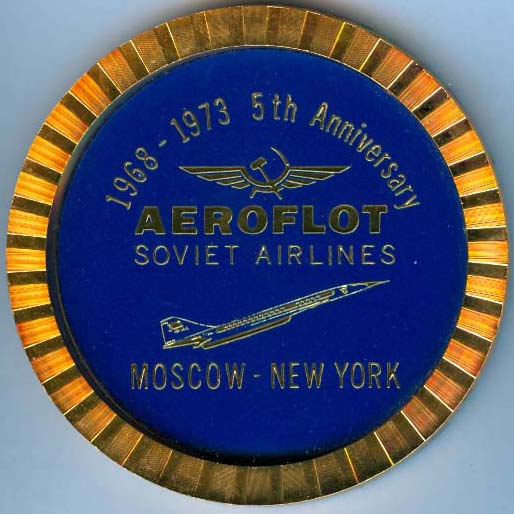 1968 - 1973 5th Anniversary
AEROFLOT
SOVIET AIRLINES
MOSCOW - NEW YORK